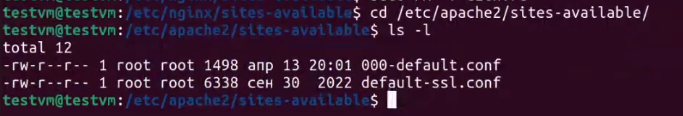 testvm@testvm:/etc/nginx/sites-available$ cd /etc/apache2/sites-available/
testvm@testvm:/etc/apache2/sites-available$ ls -l
total 12
-rw-r--r-- 1 root root 1498 апр 13 20:01 000-default.conf
-rw-r--r-- 1 root root 6338 сен 30  2022 default-ssl.conf
testvm@testvm:/etc/apache2/sites-available$